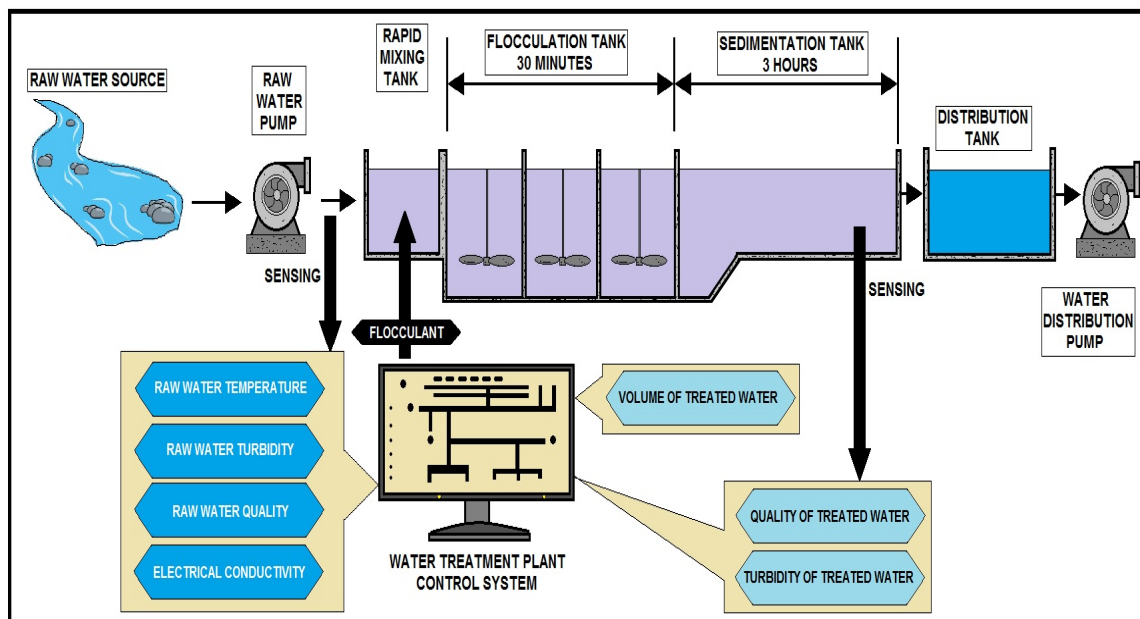 RAW WATER SOURCE
RAW
WATER
PUMP
RAPID
MIXING
TANK
FLOCCULATION TANK
30 MINUTES
SEDIMENTATION TANK
3 HOURS
DISTRIBUTION
TANK
SENSING
FLOCCULANT
SENSING
WATER
DISTRIBUTION
PUMP
RAW WATER TEMPERATURE
RAW WATER TURBIDITY
RAW WATER QUALITY
ELECTRICAL CONDUCTIVITY
VOLUME OF TREATED WATER
QUALITY OF TREATED WATER
TURBIDITY OF TREATED WATER
WATER TREATMENT PLANT
CONTROL SYSTEM